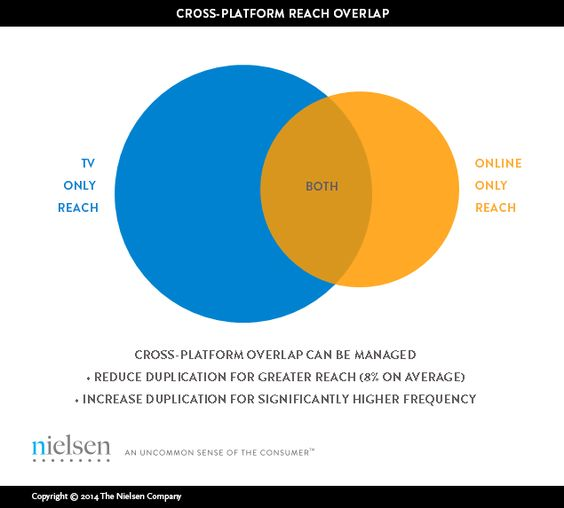 CROSS-PLATFORM REACH OVERLAP
TV
ONLY
REACH
BOTH
ONLINE
ONLY
REACH
CROSS-PLATFORM OVERLAP CAN BE MANAGED
• REDUCE DUPLICATION FOR GREATER REACH (8% ON AVERAGE)
• INCREASE DUPLICATION FOR SIGNIFICANTLY HIGHER FREQUENCY
nielsen
AN UNCOMMON SENSE OF THE CONSUMER™
Copyright © 2014 The Nielsen Company